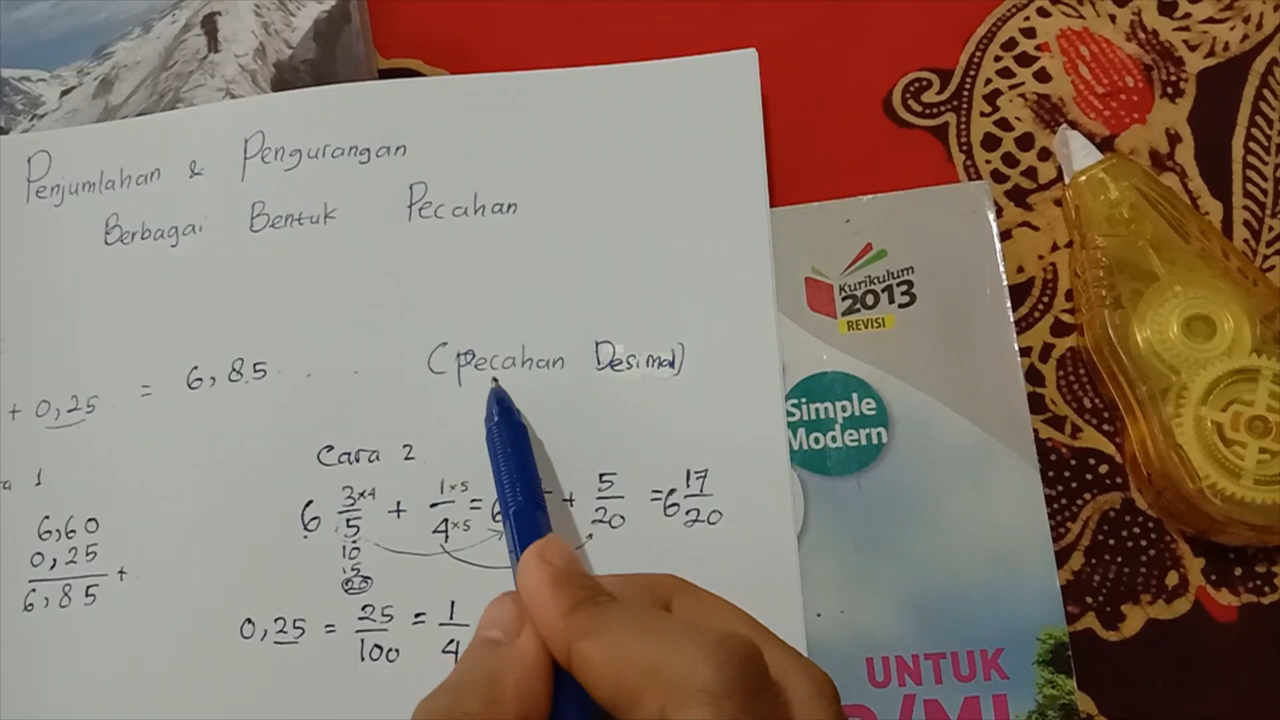 Penjumlahan & Pengurangan
Berbagai Bentuk Pecahan
+ 0,25 = 6,85 . . (Pecahan Desimal)
1
6,60
0,25
+
6,85
Cara 2
6 3×4/5 + 1×5/4×5 = 6 + 5/20 = 6 17/20
10
15
20
0,25 = 25/100 = 1/4
Kurikulum
2013
REVISI
Simple
Modern
UNTUK
D/MI